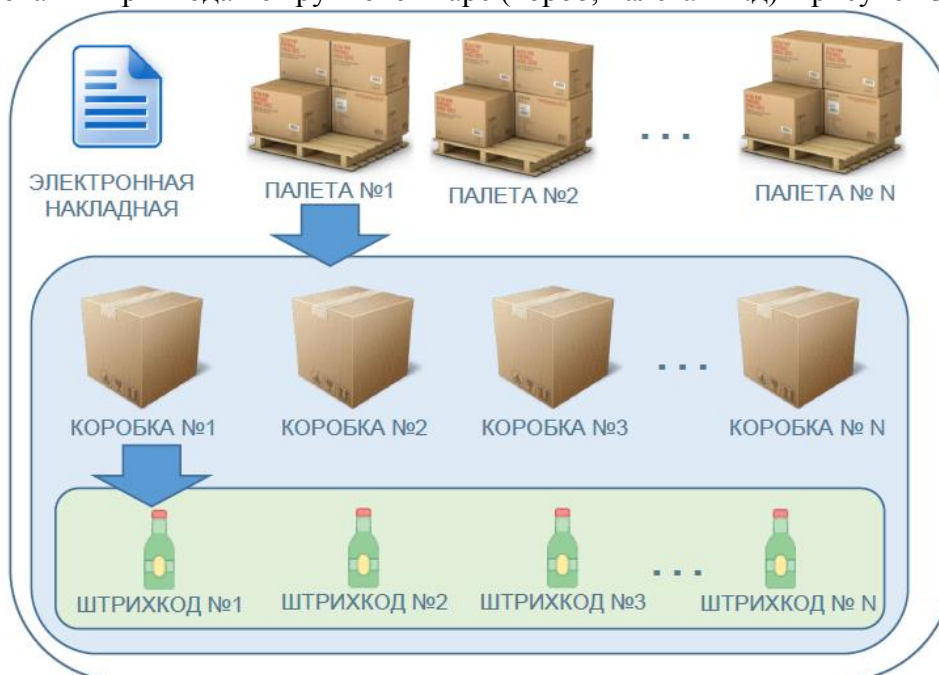 ЭЛЕКТРОННАЯ
НАКЛАДНАЯ
ПАЛЕТА №1
ПАЛЕТА №2
...
ПАЛЕТА № N
КОРОБКА №1
КОРОБКА №2
КОРОБКА №3
...
КОРОБКА № N
ШТРИХКОД №1
ШТРИХКОД №2
ШТРИХКОД №3
...
ШТРИХКОД № N